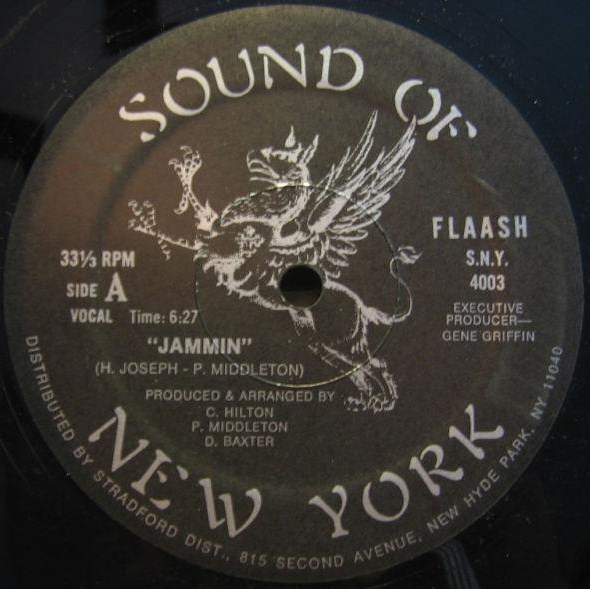 SOUND OF
FLAASH
S.N.Y.
4003
EXECUTIVE
PRODUCER—
GENE GRIFFIN
33⅓ RPM
SIDE A
VOCAL Time: 6:27
"JAMMIN"
(H. JOSEPH - P. MIDDLETON)
PRODUCED & ARRANGED BY
C. HILTON
P. MIDDLETON
D. BAXTER
NEW YORK
DISTRIBUTED BY STRADFORD DIST., 815 SECOND AVENUE, NEW HYDE PARK, NY 11040